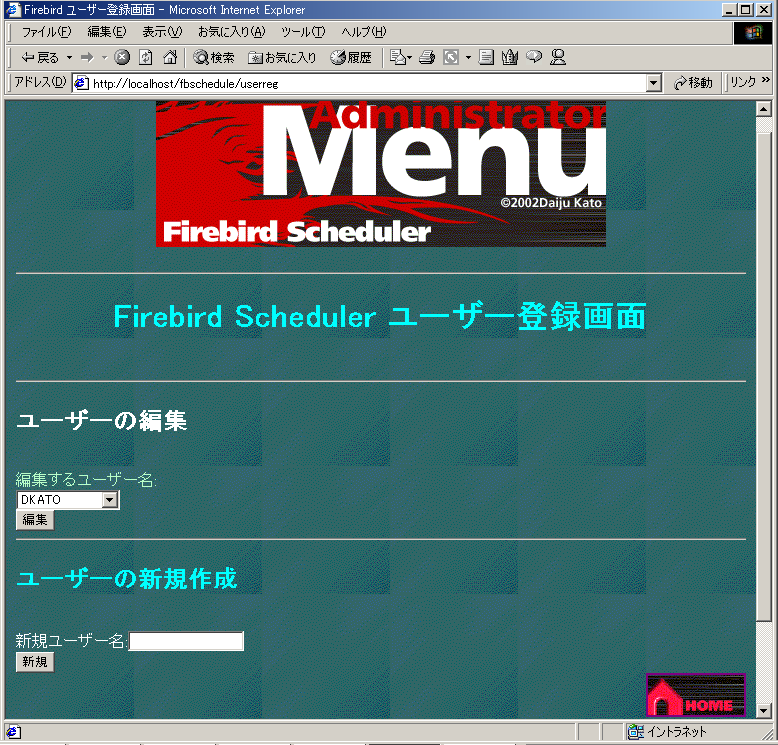 Firebird ユーザー登録画面 - Microsoft Internet Explorer
ファイル(F) 編集(E) 表示(V) お気に入り(A) ツール(T) ヘルプ(H)
戻る 検索 お気に入り 履歴
アドレス(D) http://localhost/fbschedule/userreg 移動 リンク »
Administrator
Menu
©2002Daiju Kato
Firebird Scheduler
Firebird Scheduler ユーザー登録画面
ユーザーの編集
編集するユーザー名:
DKATO
編集
ユーザーの新規作成
新規ユーザー名:
新規
HOME
イントラネット